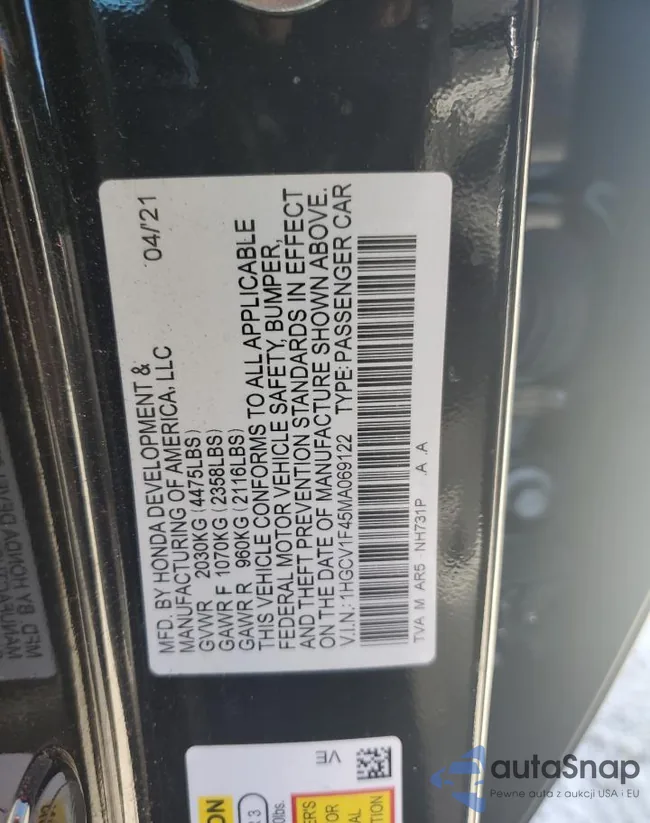 MFD. BY HONDA DEVELOPMENT &
MANUFACTURING OF AMERICA, LLC 04/21
GVWR 2030KG (4475LBS)
GAWR F 1070KG (2358LBS)
GAWR R 960KG (2116LBS)
THIS VEHICLE CONFORMS TO ALL APPLICABLE
FEDERAL MOTOR VEHICLE SAFETY, BUMPER,
AND THEFT PREVENTION STANDARDS IN EFFECT
ON THE DATE OF MANUFACTURE SHOWN ABOVE.
V.I.N.:1HGCV1F45MA069122 TYPE:PASSENGER CAR
TVA M AR5 NH731P .A .A
VE
autaSnap
Pewne auta z aukcji USA i EU